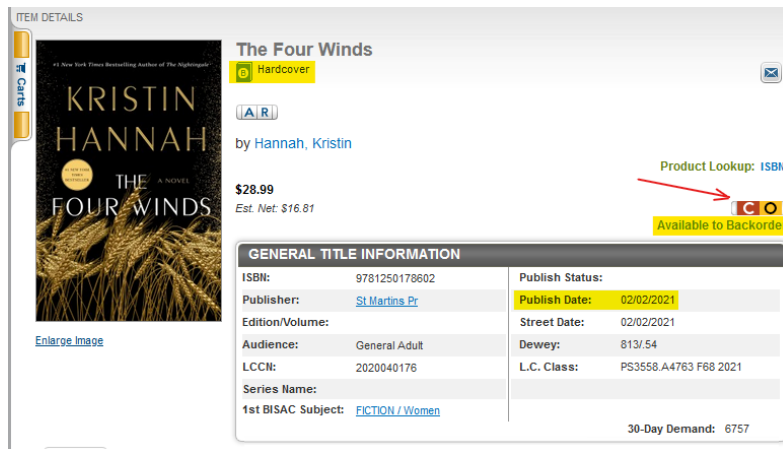 ITEM DETAILS
Carts
#1 New York Times Bestselling Author of The Nightingale
KRISTIN
HANNAH
THE
A NOVEL
FOUR WINDS
Enlarge Image
The Four Winds
Hardcover
A R
by Hannah, Kristin
$28.99
Est. Net: $16.81
Product Lookup: ISBN
C O
Available to Backorde
GENERAL TITLE INFORMATION
ISBN: 9781250178602
Publish Status:
Publisher: St Martins Pr
Publish Date: 02/02/2021
Edition/Volume:
Street Date: 02/02/2021
Audience: General Adult
Dewey: 813/.54
LCCN: 2020040176
L.C. Class: PS3558.A4763 F68 2021
Series Name:
1st BISAC Subject: FICTION / Women
30-Day Demand: 6757